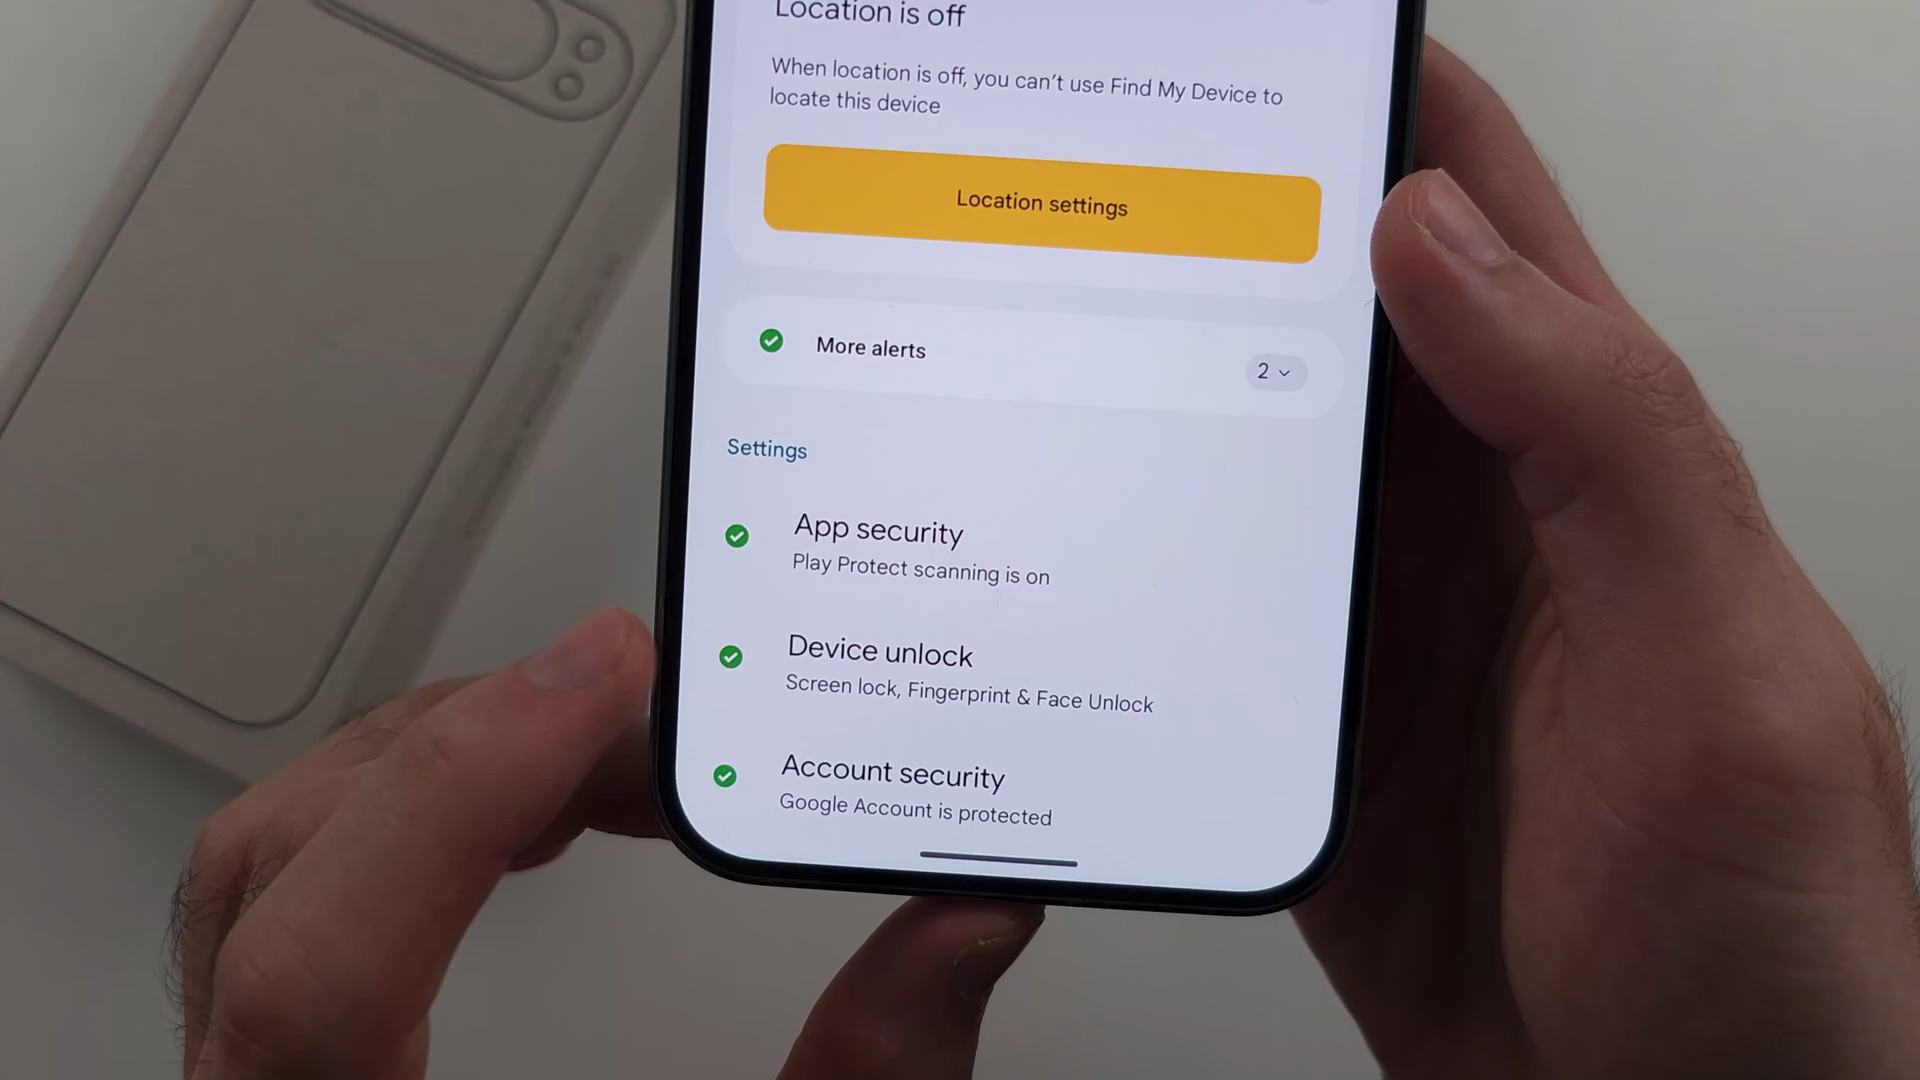 Location is off
When location is off, you can't use Find My Device to
locate this device
Location settings
More alerts
2
Settings
App security
Play Protect scanning is on
Device unlock
Screen lock, Fingerprint & Face Unlock
Account security
Google Account is protected